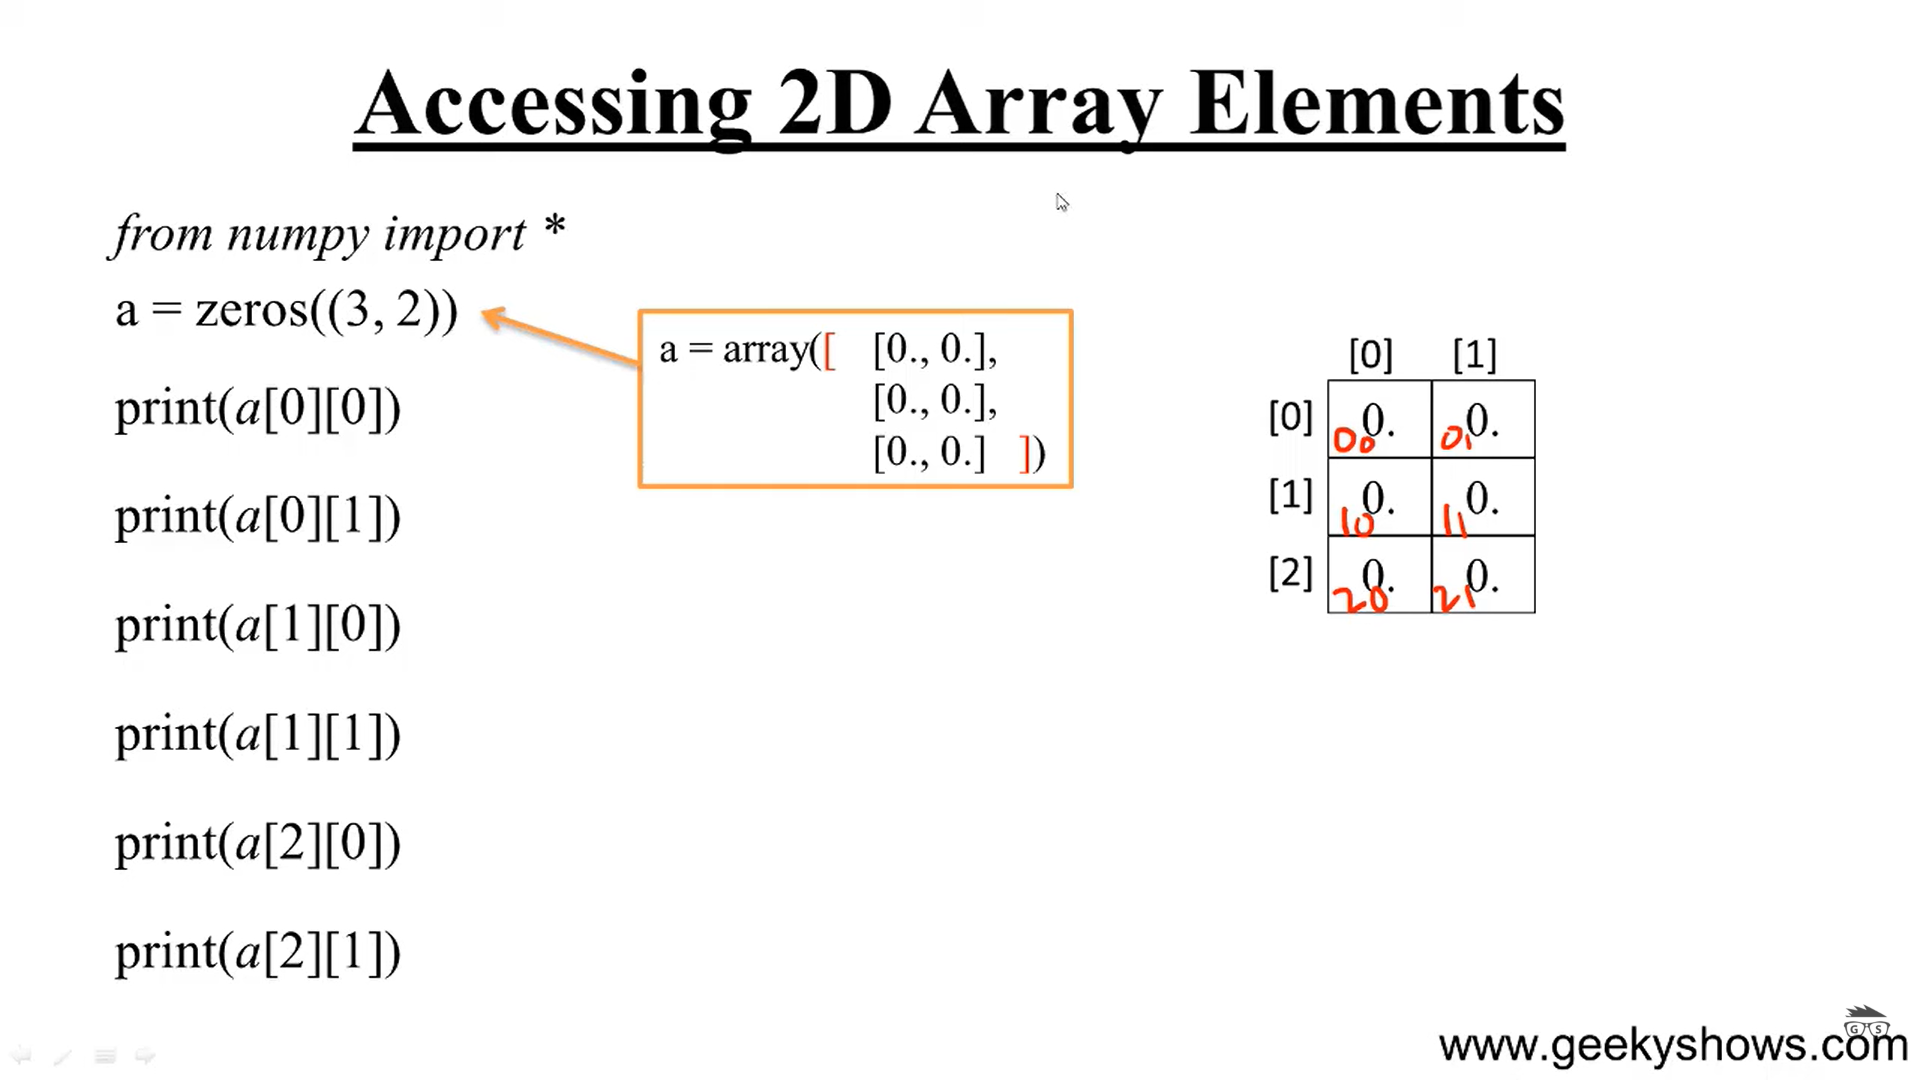 Accessing 2D Array Elements
from numpy import *
a = zeros((3, 2))
a = array([ [0., 0.],
[0., 0.],
[0., 0.] ])
print(a[0][0])
print(a[0][1])
print(a[1][0])
print(a[1][1])
print(a[2][0])
print(a[2][1])
[0] [1]
[0] 0. 0.
00 01
[1] 0. 0.
10 11
[2] 0. 0.
20 21
G S
www.geekyshows.com